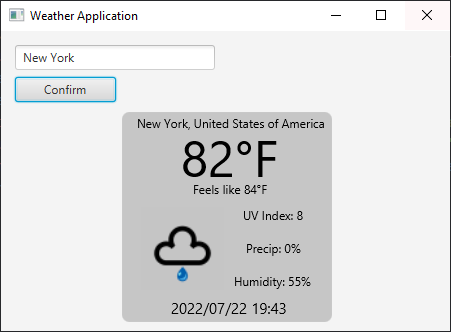 Weather Application
New York
Confirm
New York, United States of America
82°F
Feels like 84°F
UV Index: 8
Precip: 0%
Humidity: 55%
2022/07/22 19:43